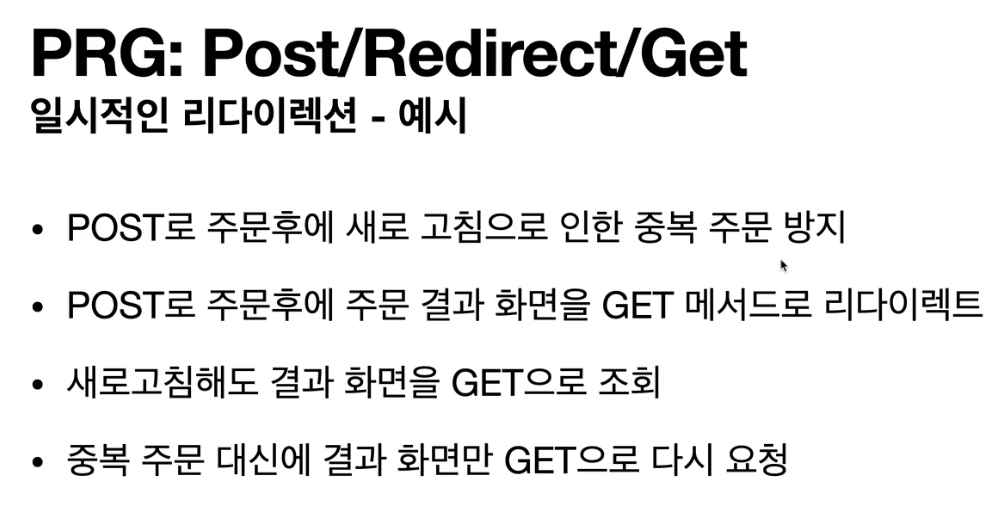 PRG: Post/Redirect/Get
일시적인 리다이렉션 - 예시
• POST로 주문후에 새로 고침으로 인한 중복 주문 방지
• POST로 주문후에 주문 결과 화면을 GET 메서드로 리다이렉트
• 새로고침해도 결과 화면을 GET으로 조회
• 중복 주문 대신에 결과 화면만 GET으로 다시 요청